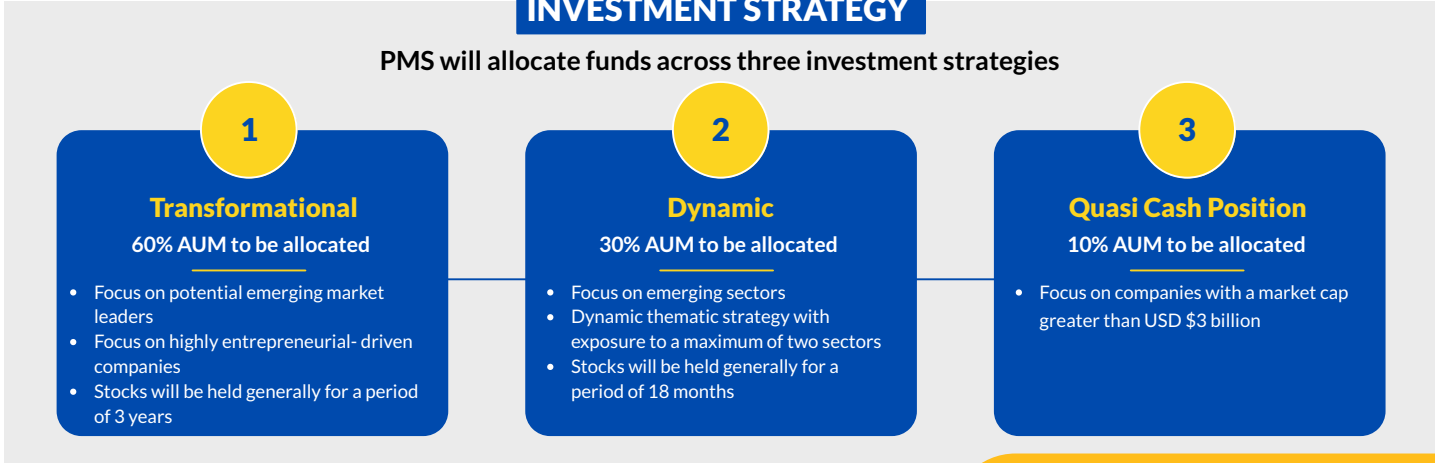 INVESTMENT STRATEGY
PMS will allocate funds across three investment strategies
1
Transformational
60% AUM to be allocated
• Focus on potential emerging market
leaders
• Focus on highly entrepreneurial- driven
companies
• Stocks will be held generally for a period
of 3 years
2
Dynamic
30% AUM to be allocated
• Focus on emerging sectors
• Dynamic thematic strategy with
exposure to a maximum of two sectors
• Stocks will be held generally for a
period of 18 months
3
Quasi Cash Position
10% AUM to be allocated
• Focus on companies with a market cap
greater than USD $3 billion